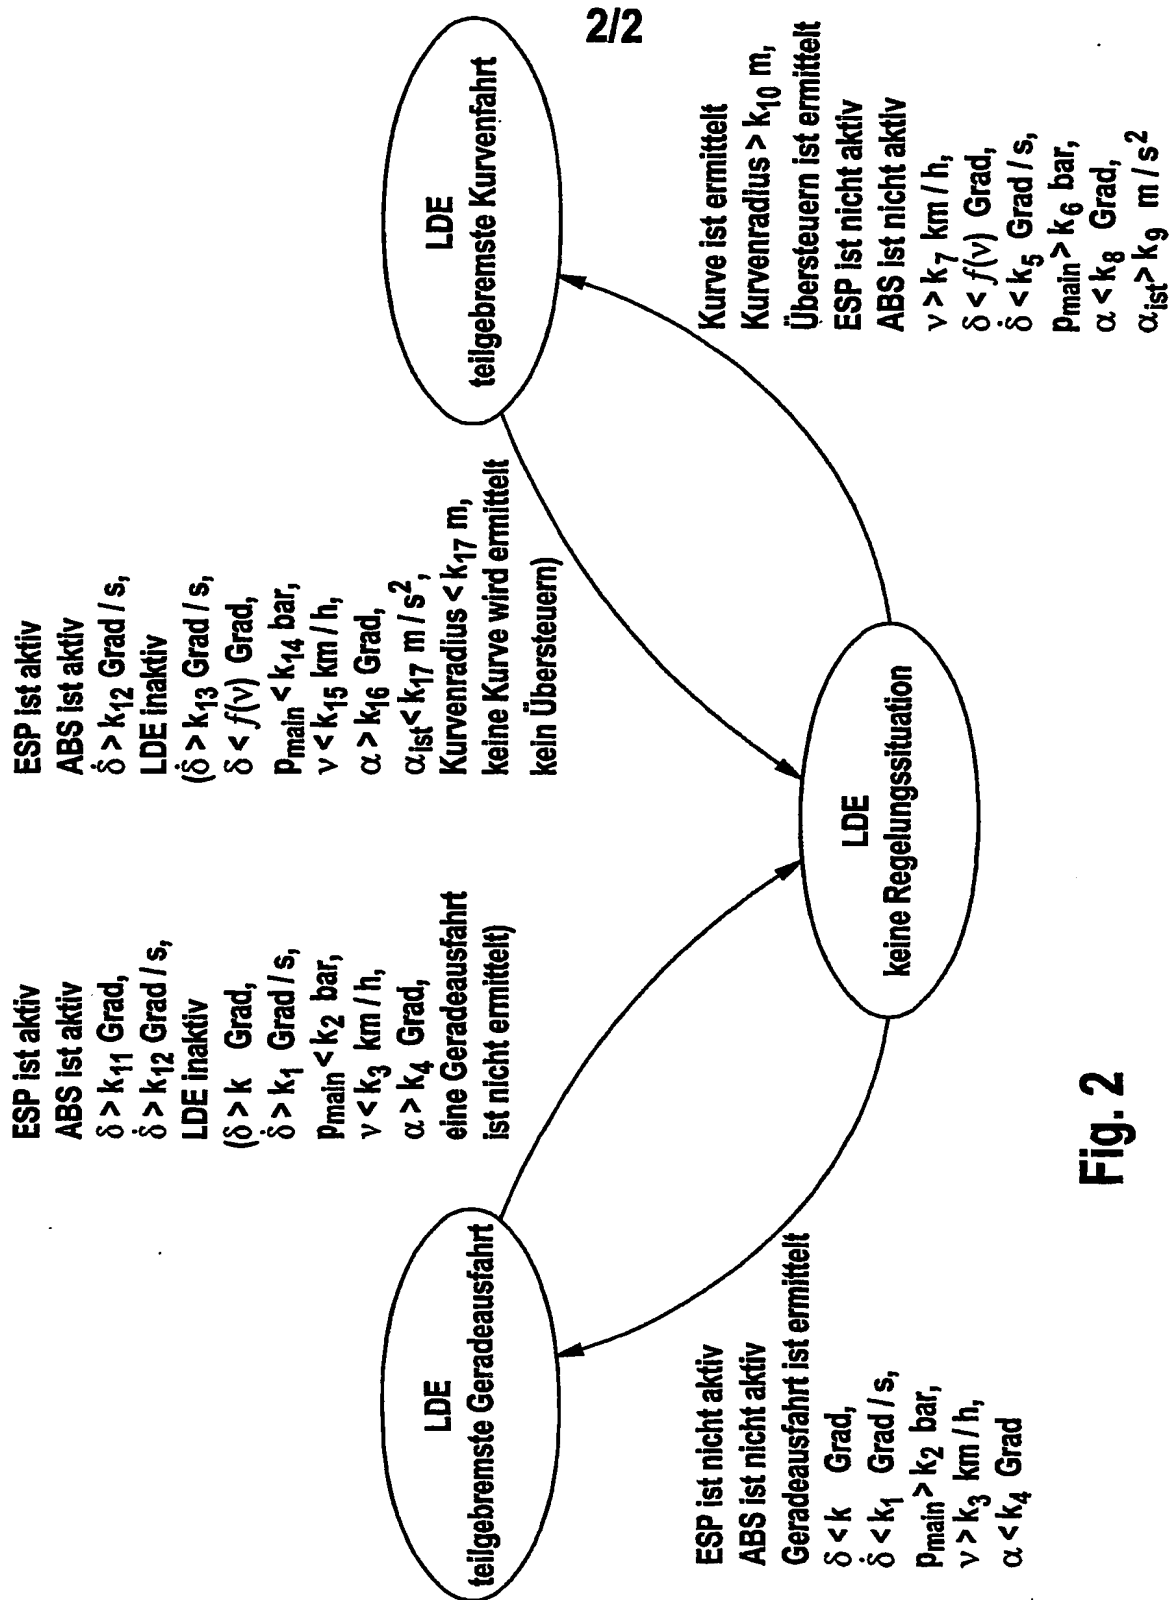 2/2
ESP ist aktiv
ABS ist aktiv
δ > k11 Grad,
δ̇ > k12 Grad / s,
LDE inaktiv
(δ > k Grad,
δ̇ > k1 Grad / s,
pmain < k2 bar,
ν < k3 km / h,
α > k4 Grad,
eine Geradeausfahrt
ist nicht ermittelt)
ESP ist aktiv
ABS ist aktiv
δ̇ > k12 Grad / s,
LDE inaktiv
(δ̇ > k13 Grad / s,
δ < f(ν) Grad,
pmain < k14 bar,
ν < k15 km / h,
α > k16 Grad,
αist < k17 m / s²,
Kurvenradius < k17 m,
keine Kurve wird ermittelt
kein Übersteuern)
LDE
teilgebremste Geradeausfahrt
LDE
teilgebremste Kurvenfahrt
LDE
keine Regelungssituation
ESP ist nicht aktiv
ABS ist nicht aktiv
Geradeausfahrt ist ermittelt
δ < k Grad,
δ̇ < k1 Grad / s,
pmain > k2 bar,
ν > k3 km / h,
α < k4 Grad
Kurve ist ermittelt
Kurvenradius > k10 m,
Übersteuern ist ermittelt
ESP ist nicht aktiv
ABS ist nicht aktiv
ν > k7 km / h,
δ < f(ν) Grad,
δ̇ < k5 Grad / s,
pmain > k6 bar,
α < k8 Grad,
αist > k9 m / s²
Fig. 2